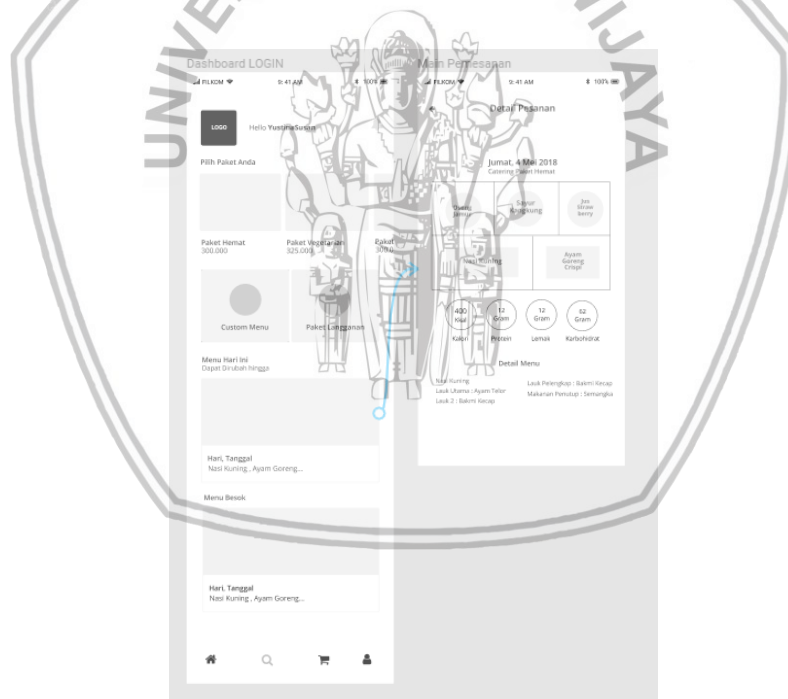 UNIVE
WIJAYA
Dashboard LOGIN
FILKOM
9:41 AM
100%
LOGO
Hello YustinaSusan
Pilih Paket Anda
Paket Hemat
300.000
Paket Vegetarian
325.000
Paket
300.0
Custom Menu
Paket Langganan
Menu Hari Ini
Dapat Dirubah hingga
Hari, Tanggal
Nasi Kuning , Ayam Goreng...
Menu Besok
Hari, Tanggal
Nasi Kuning , Ayam Goreng...
Main Pemesanan
FILKOM
9:41 AM
100%
Detail Pesanan
Jumat, 4 Mei 2018
Catering Paket Hemat
Semur
Sayur
Kangkung
Jus
Straw
berry
Nasi Kuning
Ayam
Goreng
Crispi
400
Kkal
12
Gram
12
Gram
52
Gram
Kalori
Protein
Lemak
Karbohidrat
Detail Menu
Nasi Kuning
Lauk Utama : Ayam Telor
Lauk 2 : Bakmi Kecap
Lauk Pelengkap : Bakmi Kecap
Makanan Penutup : Semangka